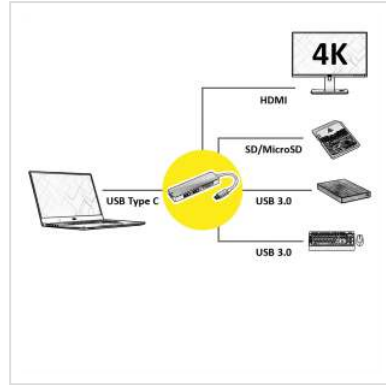 4K
HDMI
SD/MicroSD
USB Type C
USB 3.0
USB 3.0